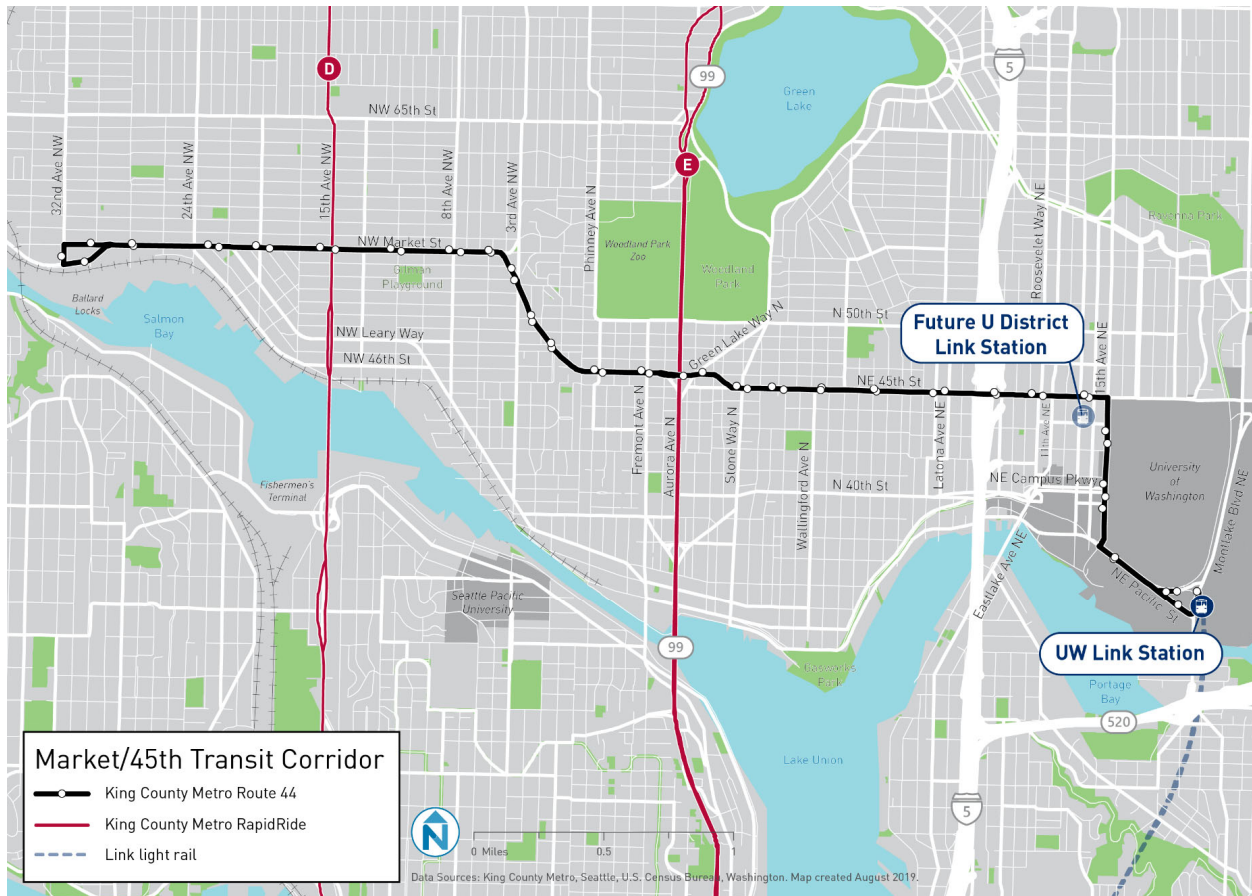 D
99
5
Green
Lake
NW 65th St
E
32nd Ave NW
24th Ave NW
15th Ave NW
8th Ave NW
3rd Ave NW
Phinney Ave N
Roosevelet Way NE
Ravenna Park
NW Market St
Woodland Park
Zoo
Woodland
Park
Gilman
Playground
Ballard
Locks
Salmon
Bay
NW Leary Way
N 50th St
Future U District
Link Station
Green Lake Way N
NW 46th St
15th Ave NE
NE 45th St
Fremont Ave N
Aurora Ave N
Stone Way N
Wallingford Ave N
Latona Ave NE
11th Ave NE
University
of
Washington
Fishermen's
Terminal
N 40th St
NE Campus Pkwy
Montlake Blvd NE
Eastlake Ave NE
NE Pacific St
Seattle Pacific
University
99
UW Link Station
Gasworks
Park
Portage
Bay
520
Lake Union
5
Market/45th Transit Corridor
King County Metro Route 44
King County Metro RapidRide
Link light rail
N
0 Miles
0.5
1
Data Sources: King County Metro, Seattle, U.S. Census Bureau, Washington. Map created August 2019.